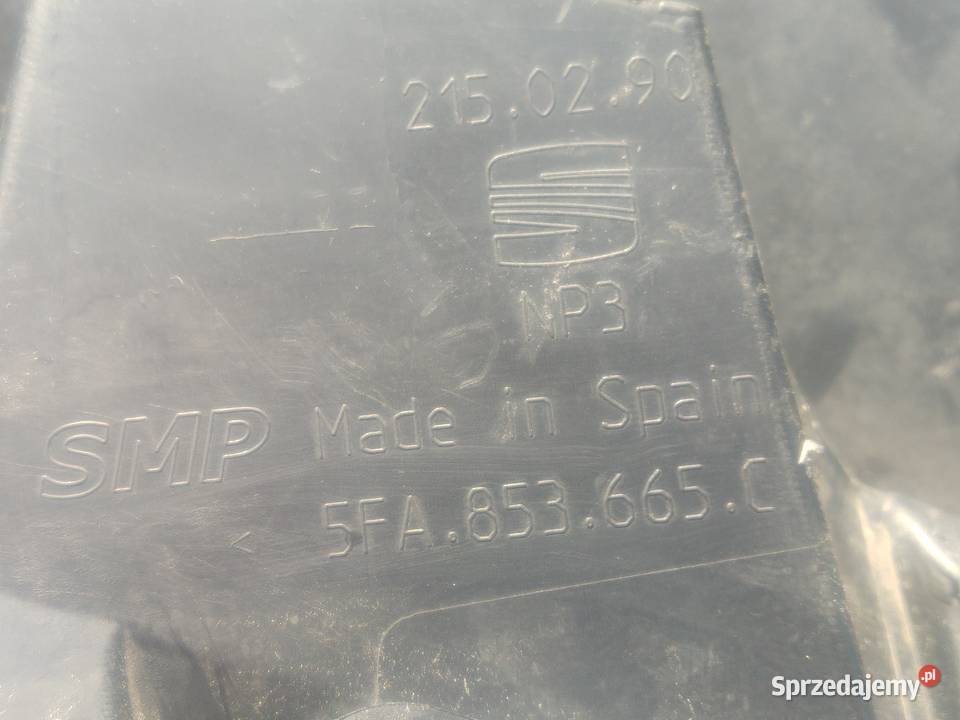 215.02.90
NP3
SMP Made in Spain
< 5FA.853.665.C
Sprzedajemy.pl